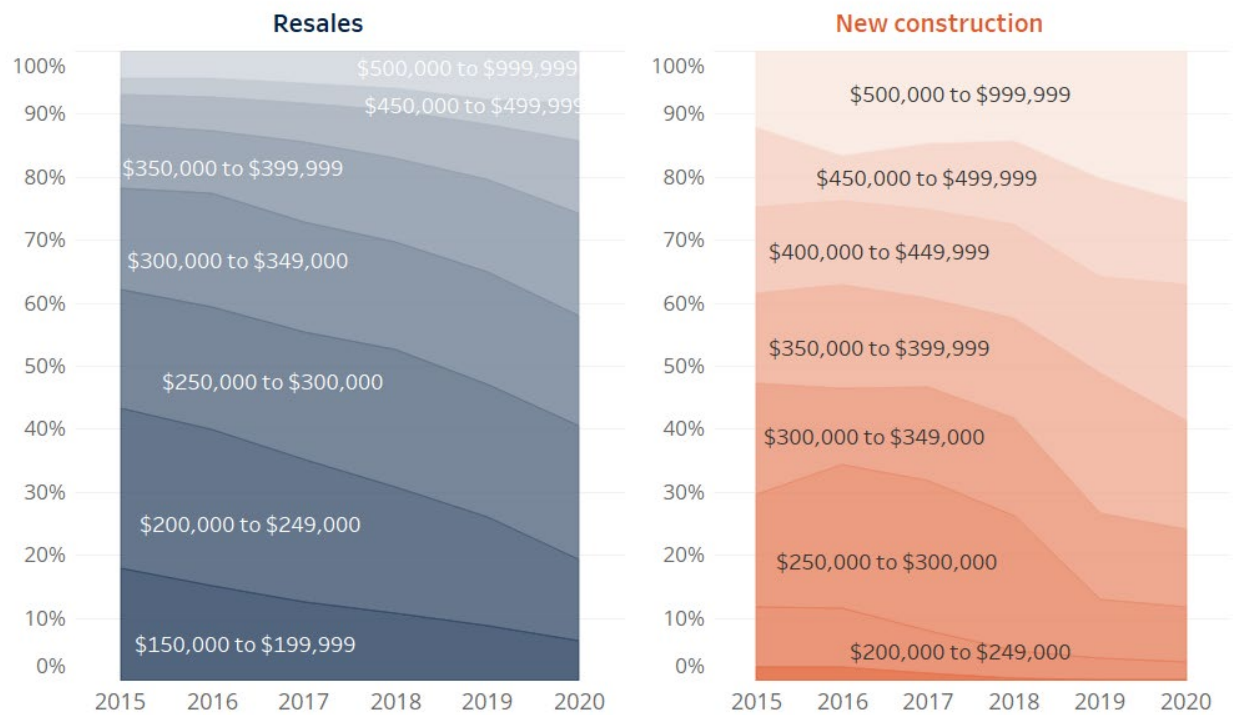 Resales
100%
90%
80%
70%
60%
50%
40%
30%
20%
10%
0%
$500,000 to $999,999
$450,000 to $499,999
$350,000 to $399,999
$300,000 to $349,000
$250,000 to $300,000
$200,000 to $249,000
$150,000 to $199,999
2015 2016 2017 2018 2019 2020
New construction
100%
90%
80%
70%
60%
50%
40%
30%
20%
10%
0%
$500,000 to $999,999
$450,000 to $499,999
$400,000 to $449,999
$350,000 to $399,999
$300,000 to $349,000
$250,000 to $300,000
$200,000 to $249,000
2015 2016 2017 2018 2019 2020